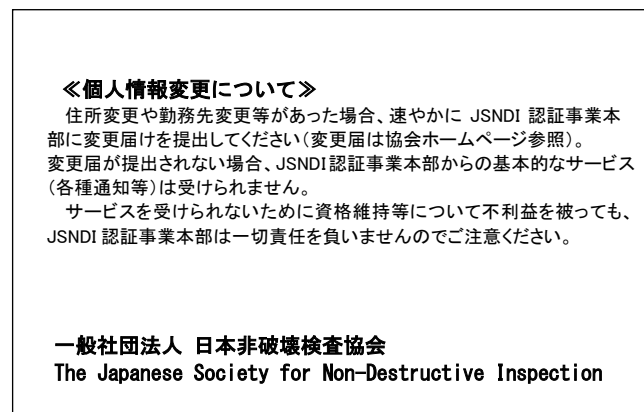 ≪個人情報変更について≫
　住所変更や勤務先変更等があった場合、速やかに JSNDI 認証事業本
部に変更届けを提出してください（変更届は協会ホームページ参照）。
変更届が提出されない場合、JSNDI認証事業本部からの基本的なサービス
（各種通知等）は受けられません。
　サービスを受けられないために資格維持等について不利益を被っても、
JSNDI 認証事業本部は一切責任を負いませんのでご注意ください。
一般社団法人 日本非破壊検査協会
The Japanese Society for Non-Destructive Inspection